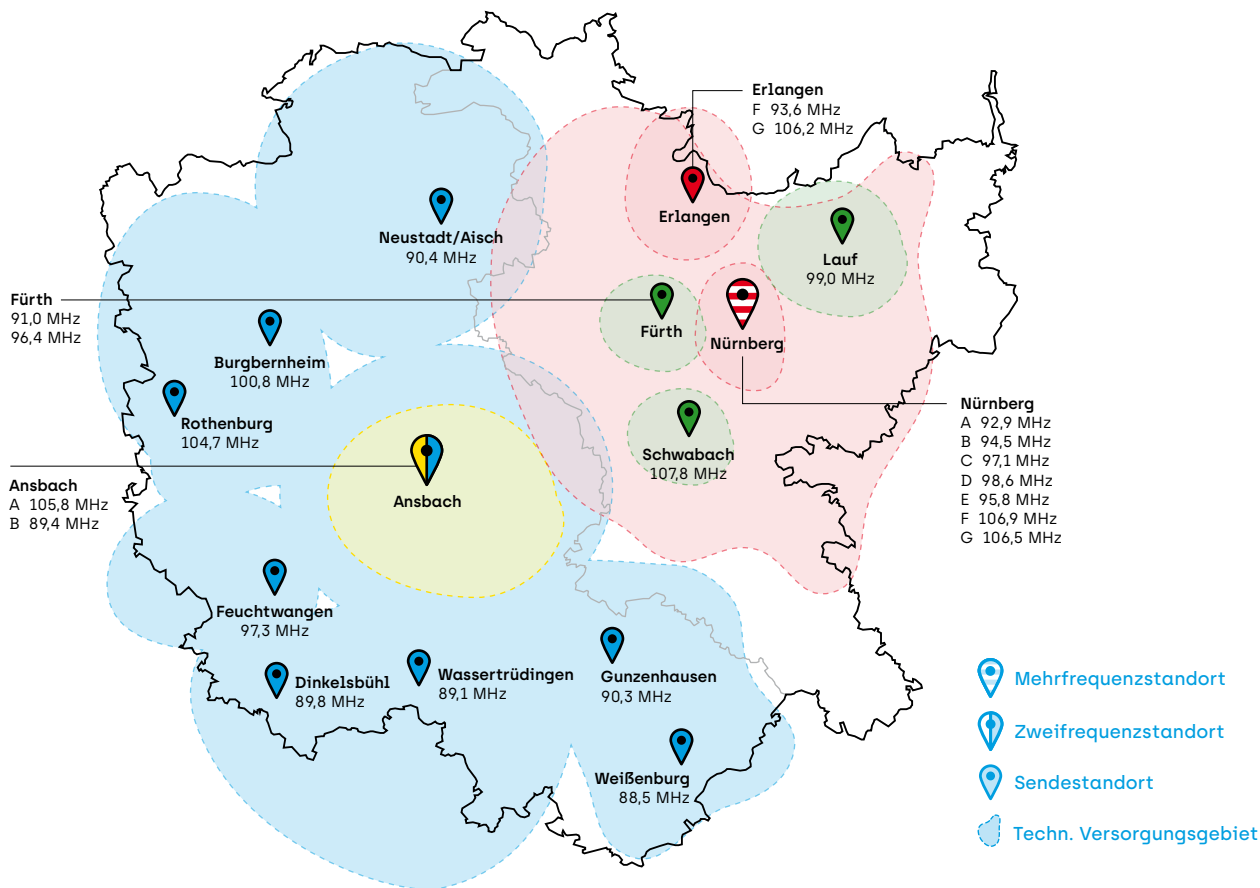 Erlangen
F 93,6 MHz
G 106,2 MHz
Erlangen
Neustadt/Aisch
90,4 MHz
Lauf
99,0 MHz
Fürth
91,0 MHz
96,4 MHz
Fürth
Nürnberg
Burgbernheim
100,8 MHz
Rothenburg
104,7 MHz
Nürnberg
A 92,9 MHz
B 94,5 MHz
C 97,1 MHz
D 98,6 MHz
E 95,8 MHz
F 106,9 MHz
G 106,5 MHz
Schwabach
107,8 MHz
Ansbach
A 105,8 MHz
B 89,4 MHz
Ansbach
Feuchtwangen
97,3 MHz
Dinkelsbühl
89,8 MHz
Wassertrüdingen
89,1 MHz
Gunzenhausen
90,3 MHz
Weißenburg
88,5 MHz
Mehrfrequenzstandort
Zweifrequenzstandort
Sendestandort
Techn. Versorgungsgebiet